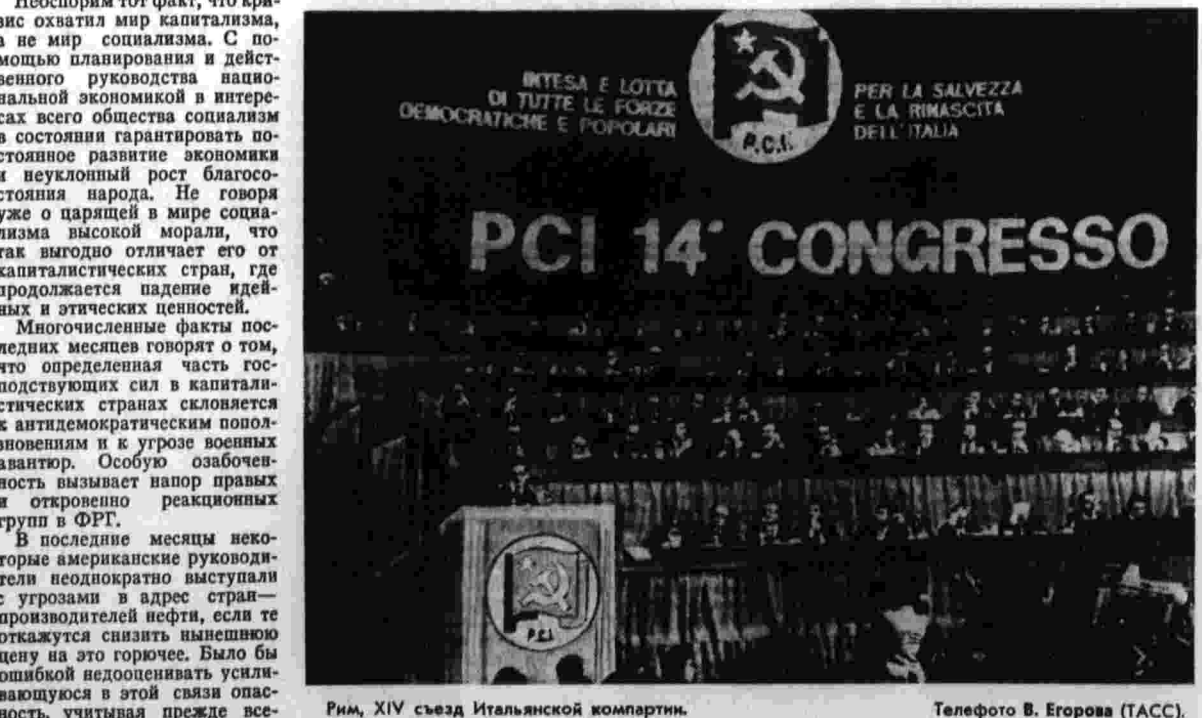 Неоспорим тот факт, что кри-
зис охватил мир капитализма,
а не мир социализма. С по-
мощью планирования и дейст-
венного руководства нацио-
нальной экономикой в интере-
сах всего общества социализм
в состоянии гарантировать по-
стоянное развитие экономики
и неуклонный рост благосо-
стояния народа. Не говоря
уже о царящей в мире социа-
лизма высокой морали, что
так выгодно отличает его от
капиталистических стран, где
продолжается падение идей-
ных и этических ценностей.
Многочисленные факты пос-
ледних месяцев говорят о том,
что определенная часть гос-
подствующих сил в капитали-
стических странах склоняется
к антидемократическим попол-
зновениям и к угрозе военных
авантюр. Особую озабочен-
ность вызывает напор правых
и откровенно реакционных
групп в ФРГ.
В последние месяцы неко-
торые американские руководи-
тели неоднократно выступали
с угрозами в адрес стран—
производителей нефти, если те
откажутся снизить нынешнюю
цену на это горючее. Было бы
ошибкой недооценивать усили-
вающуюся в этой связи опас-
ность, учитывая прежде все-
INTESA E LOTTA
DI TUTTE LE FORZE
DEMOCRATICHE E POPOLARI
P.C.I.
PER LA SALVEZZA
E LA RINASCITA
DELL'ITALIA
PCI 14° CONGRESSO
P.C.I.
Рим, XIV съезд Итальянской компартии.
Телефото В. Егорова (ТАСС).